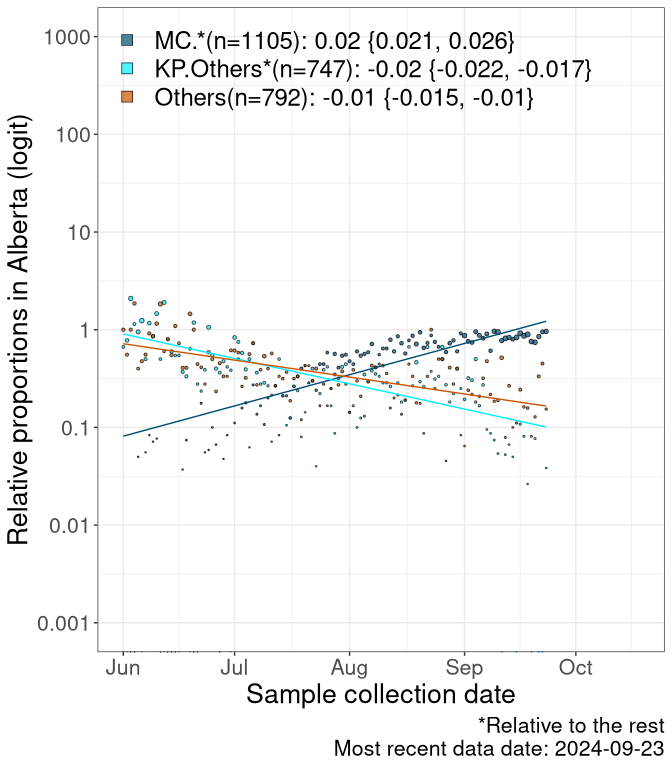 MC.*(n=1105): 0.02 {0.021, 0.026}
KP.Others*(n=747): -0.02 {-0.022, -0.017}
Others(n=792): -0.01 {-0.015, -0.01}
Relative proportions in Alberta (logit)
1000
100
10
1
0.1
0.01
0.001
Jun Jul Aug Sep Oct
Sample collection date
*Relative to the rest
Most recent data date: 2024-09-23